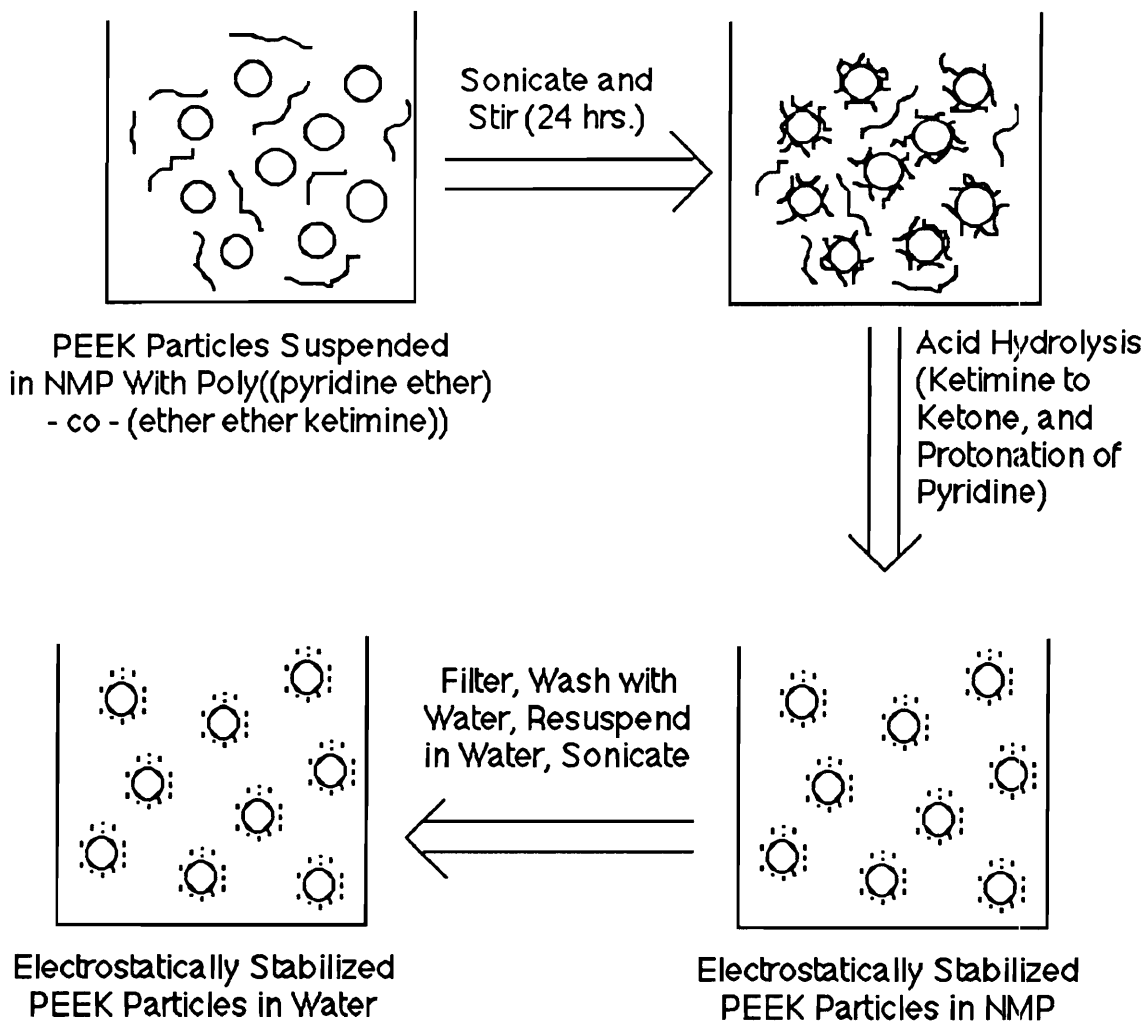 Sonicate and
Stir (24 hrs.)
PEEK Particles Suspended
in NMP With Poly((pyridine ether)
- co - (ether ether ketimine))
Acid Hydrolysis
(Ketimine to
Ketone, and
Protonation of
Pyridine)
Filter, Wash with
Water, Resuspend
in Water, Sonicate
Electrostatically Stabilized
PEEK Particles in NMP
Electrostatically Stabilized
PEEK Particles in Water